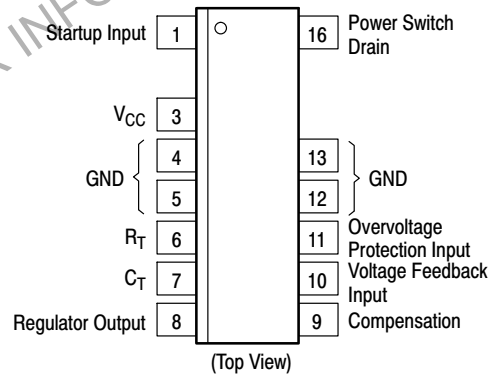 Startup Input 1
16 Power Switch
Drain
VCC 3
4
GND
5
13
GND
12
RT 6
11 Overvoltage
Protection Input
CT 7
10 Voltage Feedback
Input
Regulator Output 8
9 Compensation
(Top View)